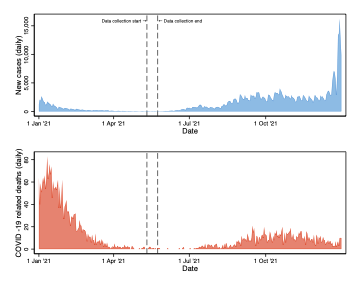 Data collection start
Data collection end
New cases (daily)
15,000
10,000
5,000
0
1 Jan '21
1 Apr '21
1 Jul '21
1 Oct '21
Date
COVID -19 related deaths (daily)
80
60
40
20
0
1 Jan '21
1 Apr '21
1 Jul '21
1 Oct '21
Date